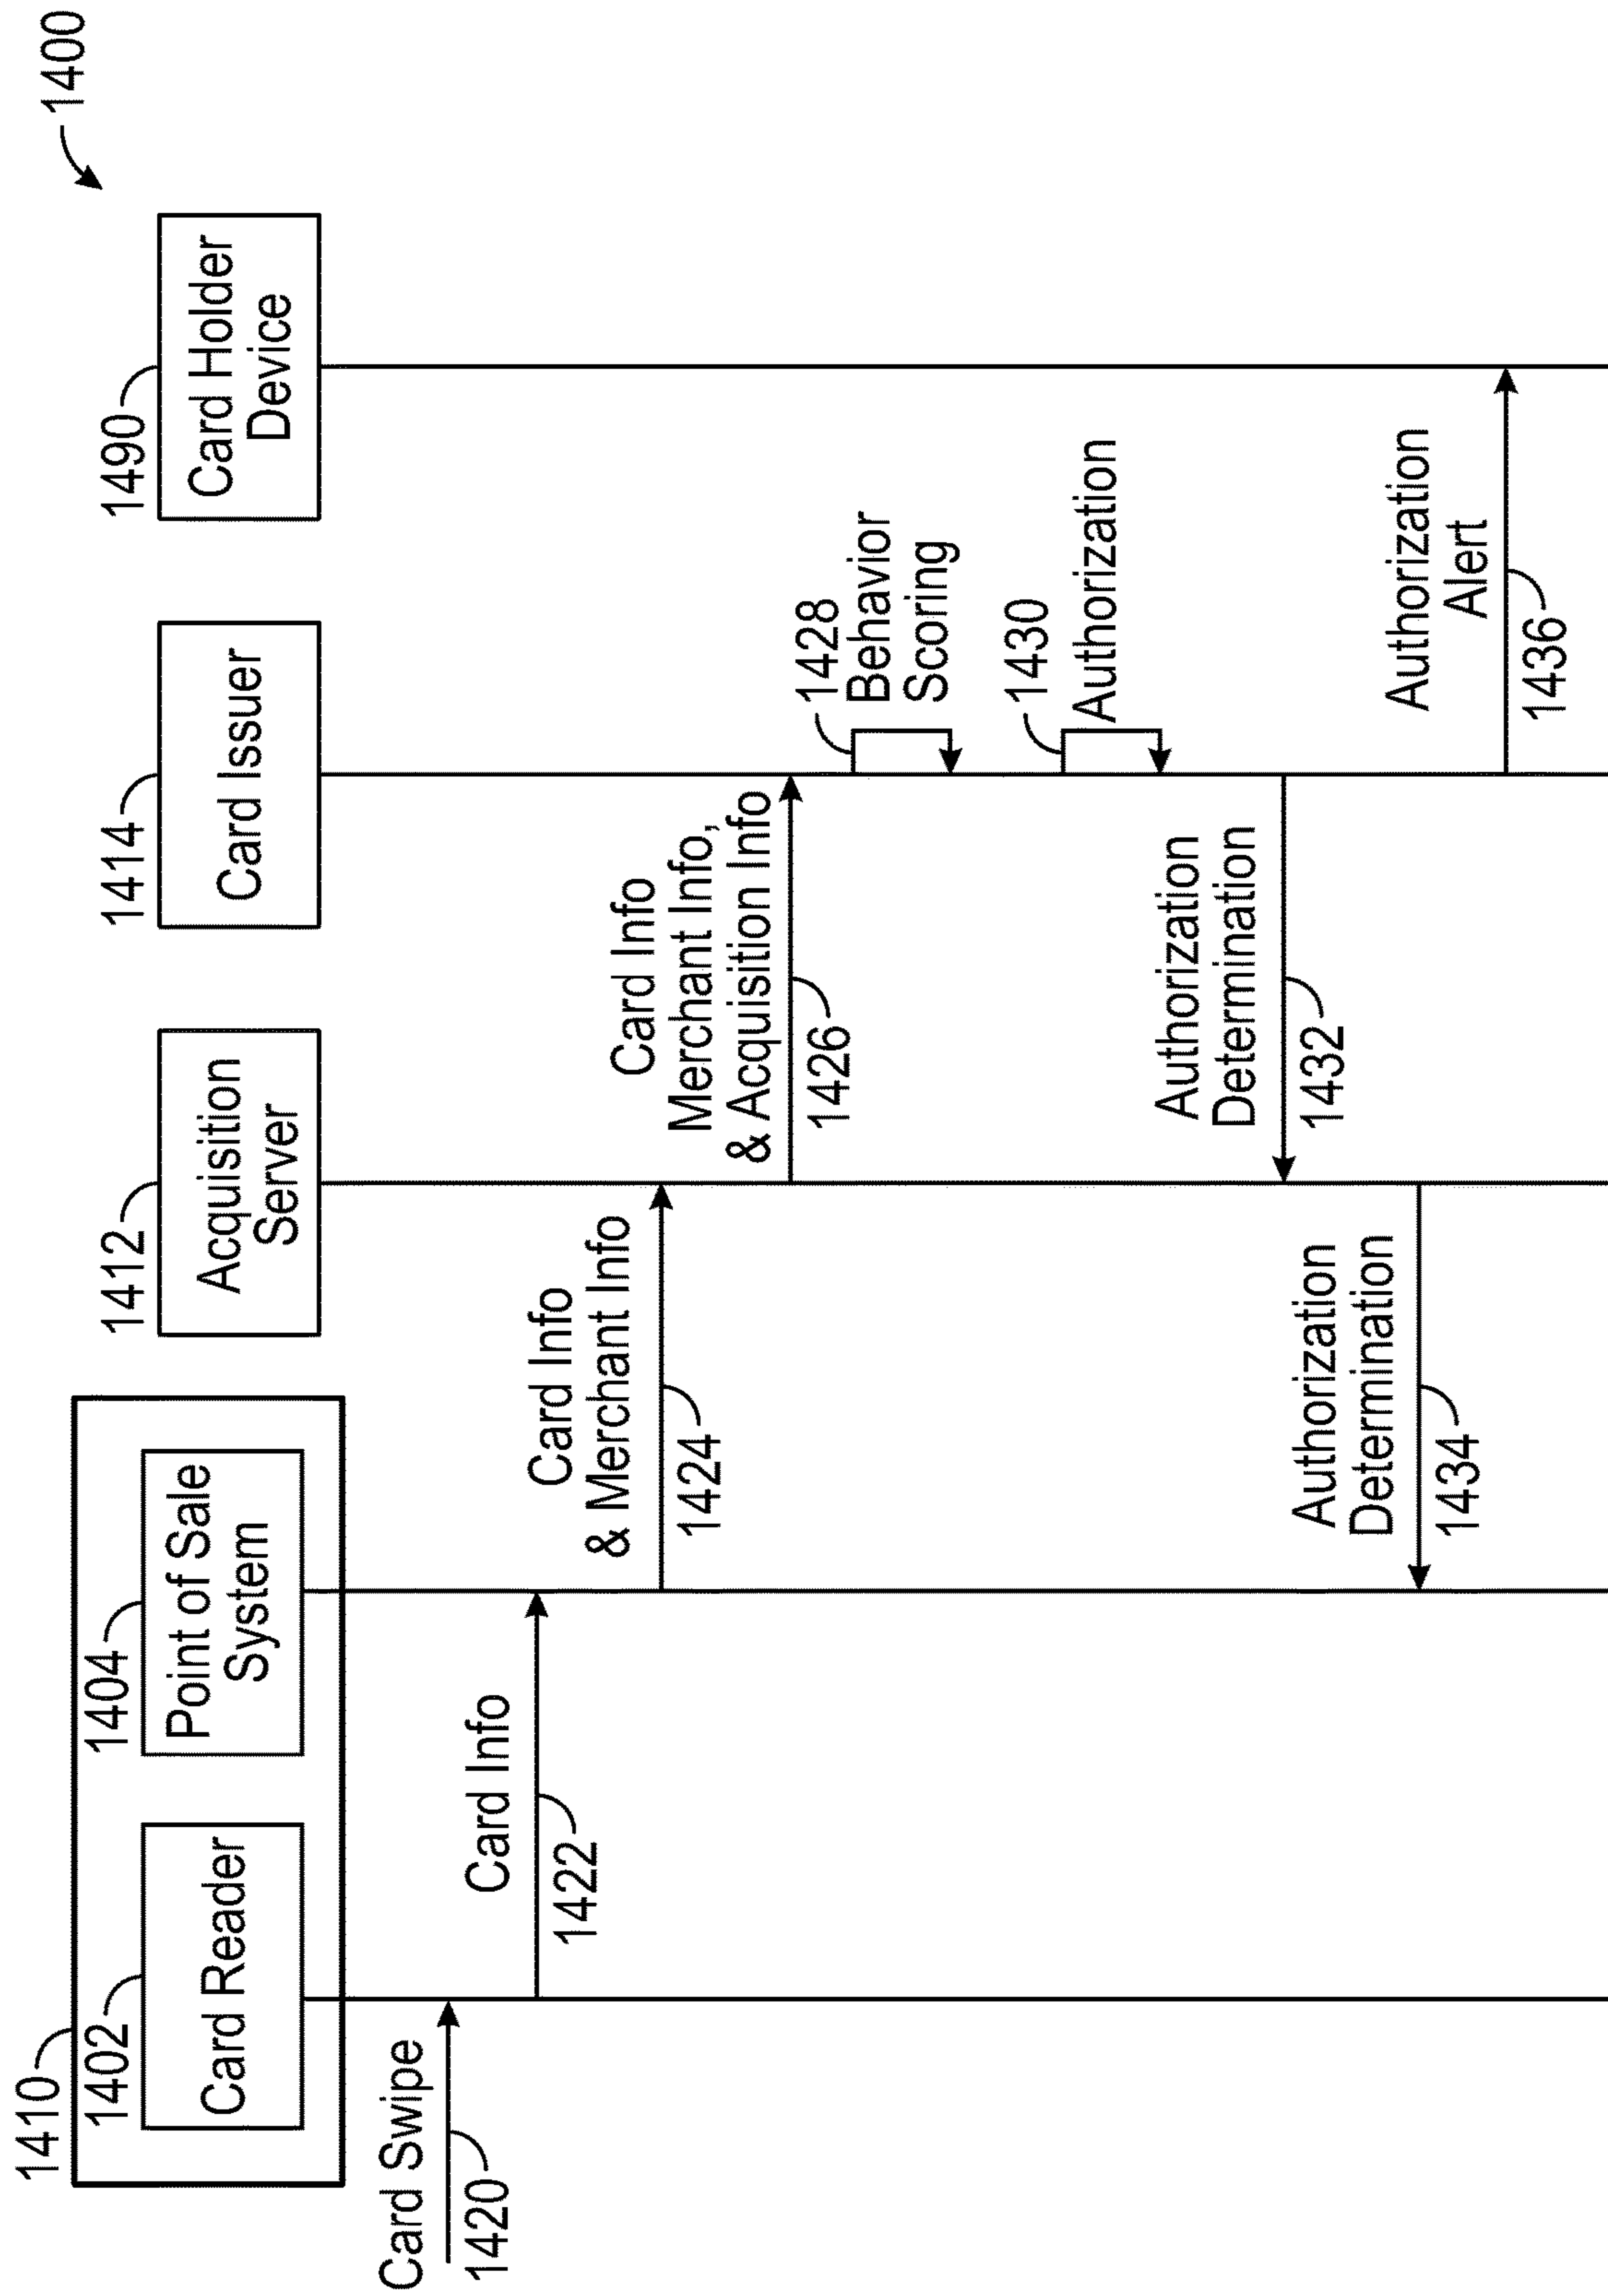 1400
1410
1402
Card Reader
1404
Point of Sale
System
1412
Acquisition
Server
1414
Card Issuer
1490
Card Holder
Device
Card Swipe
1420
Card Info
1422
Card Info
& Merchant Info
1424
Card Info
Merchant Info,
& Acquisition Info
1426
1428
Behavior
Scoring
1430
Authorization
Authorization
Determination
1432
Authorization
Determination
1434
Authorization
Alert
1436